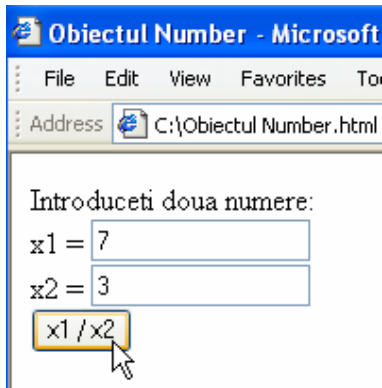 Obiectul Number - Microsoft
File Edit View Favorites
Address C:\Obiectul Number.html
Introduceti doua numere:
x1 = 7
x2 = 3
x1 / x2